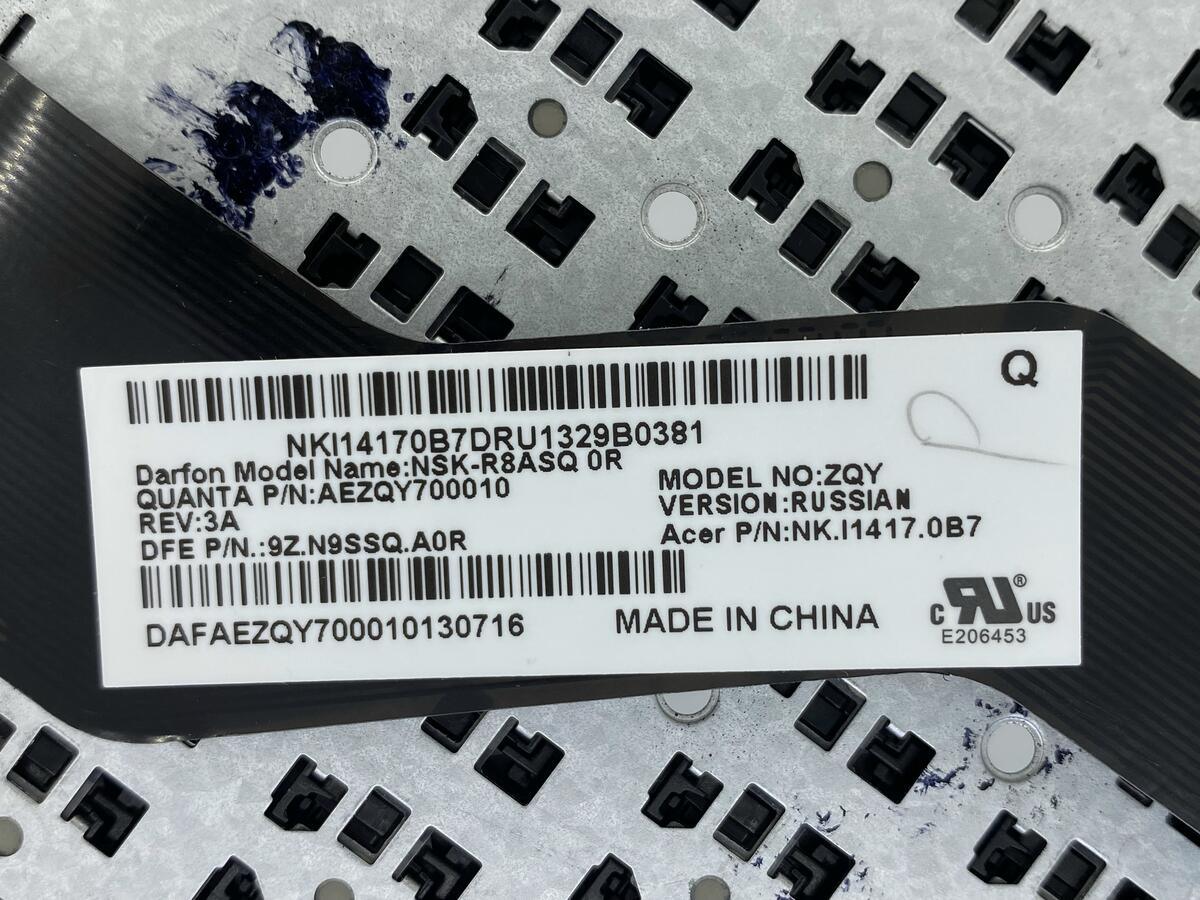 Q
NKI14170B7DRU1329B0381
Darfon Model Name:NSK-R8ASQ 0R
QUANTA P/N:AEZQY700010
REV:3A
DFE P/N.:9Z.N9SSQ.A0R
MODEL NO:ZQY
VERSION:RUSSIAN
Acer P/N:NK.I1417.0B7
DAFAEZQY700010130716
MADE IN CHINA
c RU® US
E206453